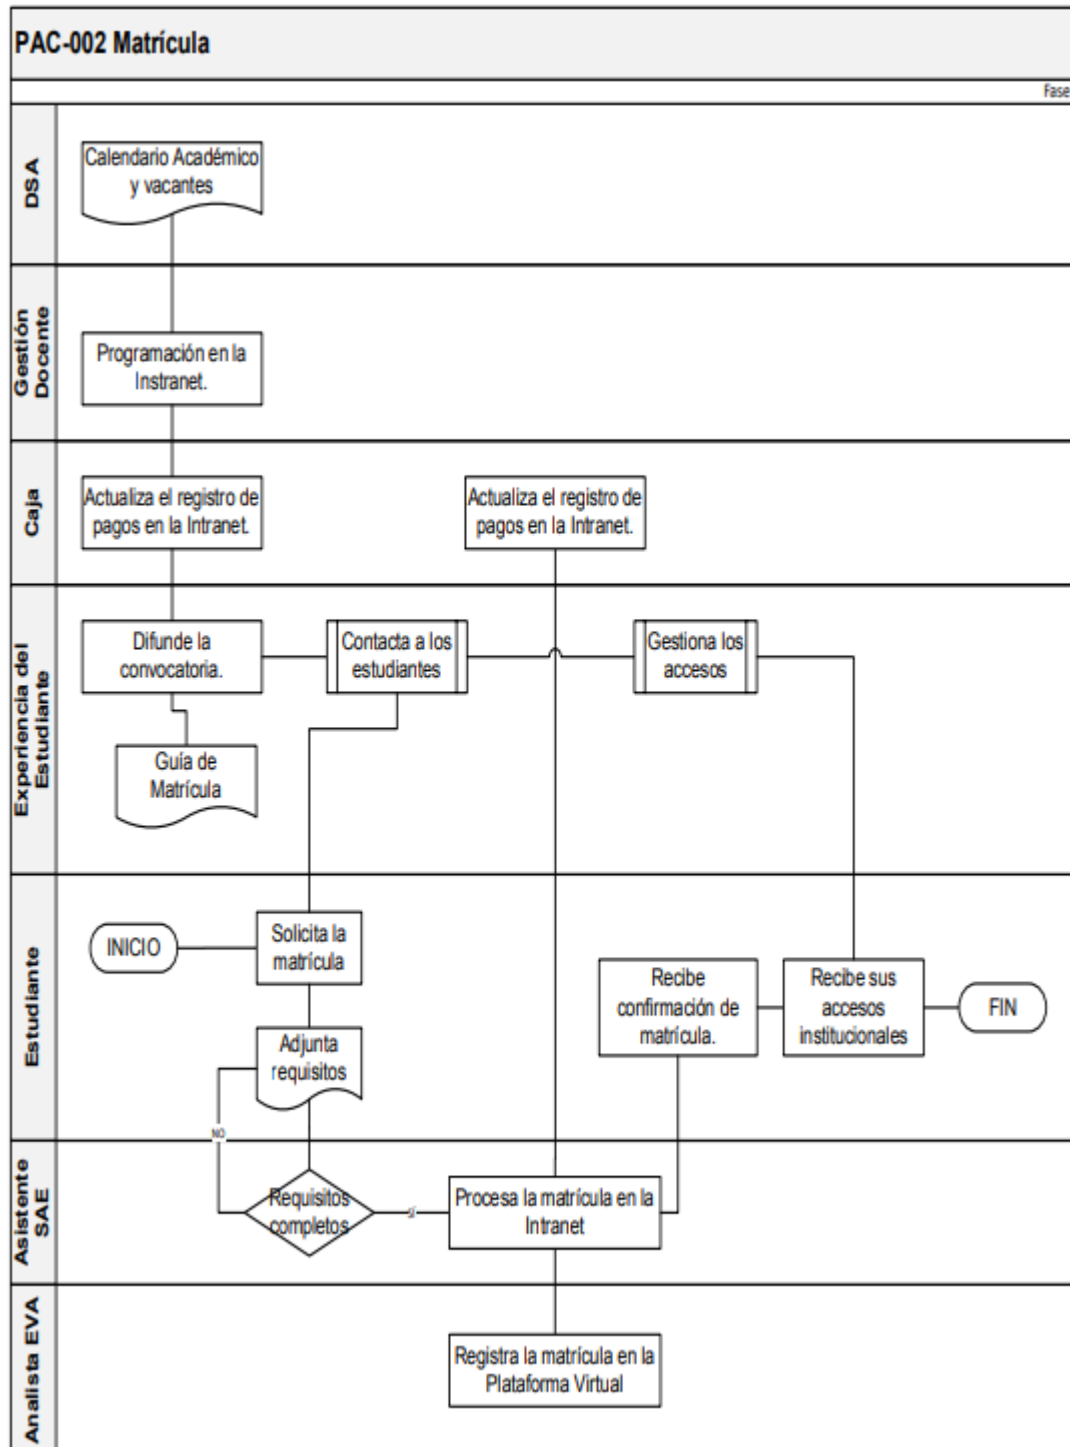 PAC-002 Matrícula
Fase
DSA
Calendario Académico
y vacantes
Gestión
Docente
Programación en la
Instranet.
Caja
Actualiza el registro de
pagos en la Intranet.
Actualiza el registro de
pagos en la Intranet.
Experiencia del
Estudiante
Difunde la
convocatoria.
Contacta a los
estudiantes
Gestiona los
accesos
Guía de
Matrícula
Estudiante
INICIO
Solicita la
matrícula
Adjunta
requisitos
Recibe
confirmación de
matrícula.
Recibe sus
accesos
institucionales
FIN
NO
Asistente
SAE
Requisitos
completos
SÍ
Procesa la matrícula en la
Intranet
Analista EVA
Registra la matrícula en la
Plataforma Virtual